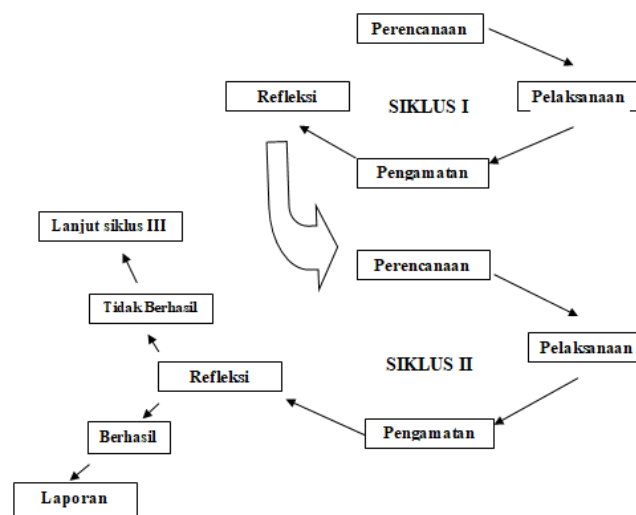 Perencanaan
Refleksi
SIKLUS I
Pelaksanaan
Pengamatan
Lanjut siklus III
Perencanaan
Tidak Berhasil
Pelaksanaan
SIKLUS II
Refleksi
Pengamatan
Berhasil
Laporan